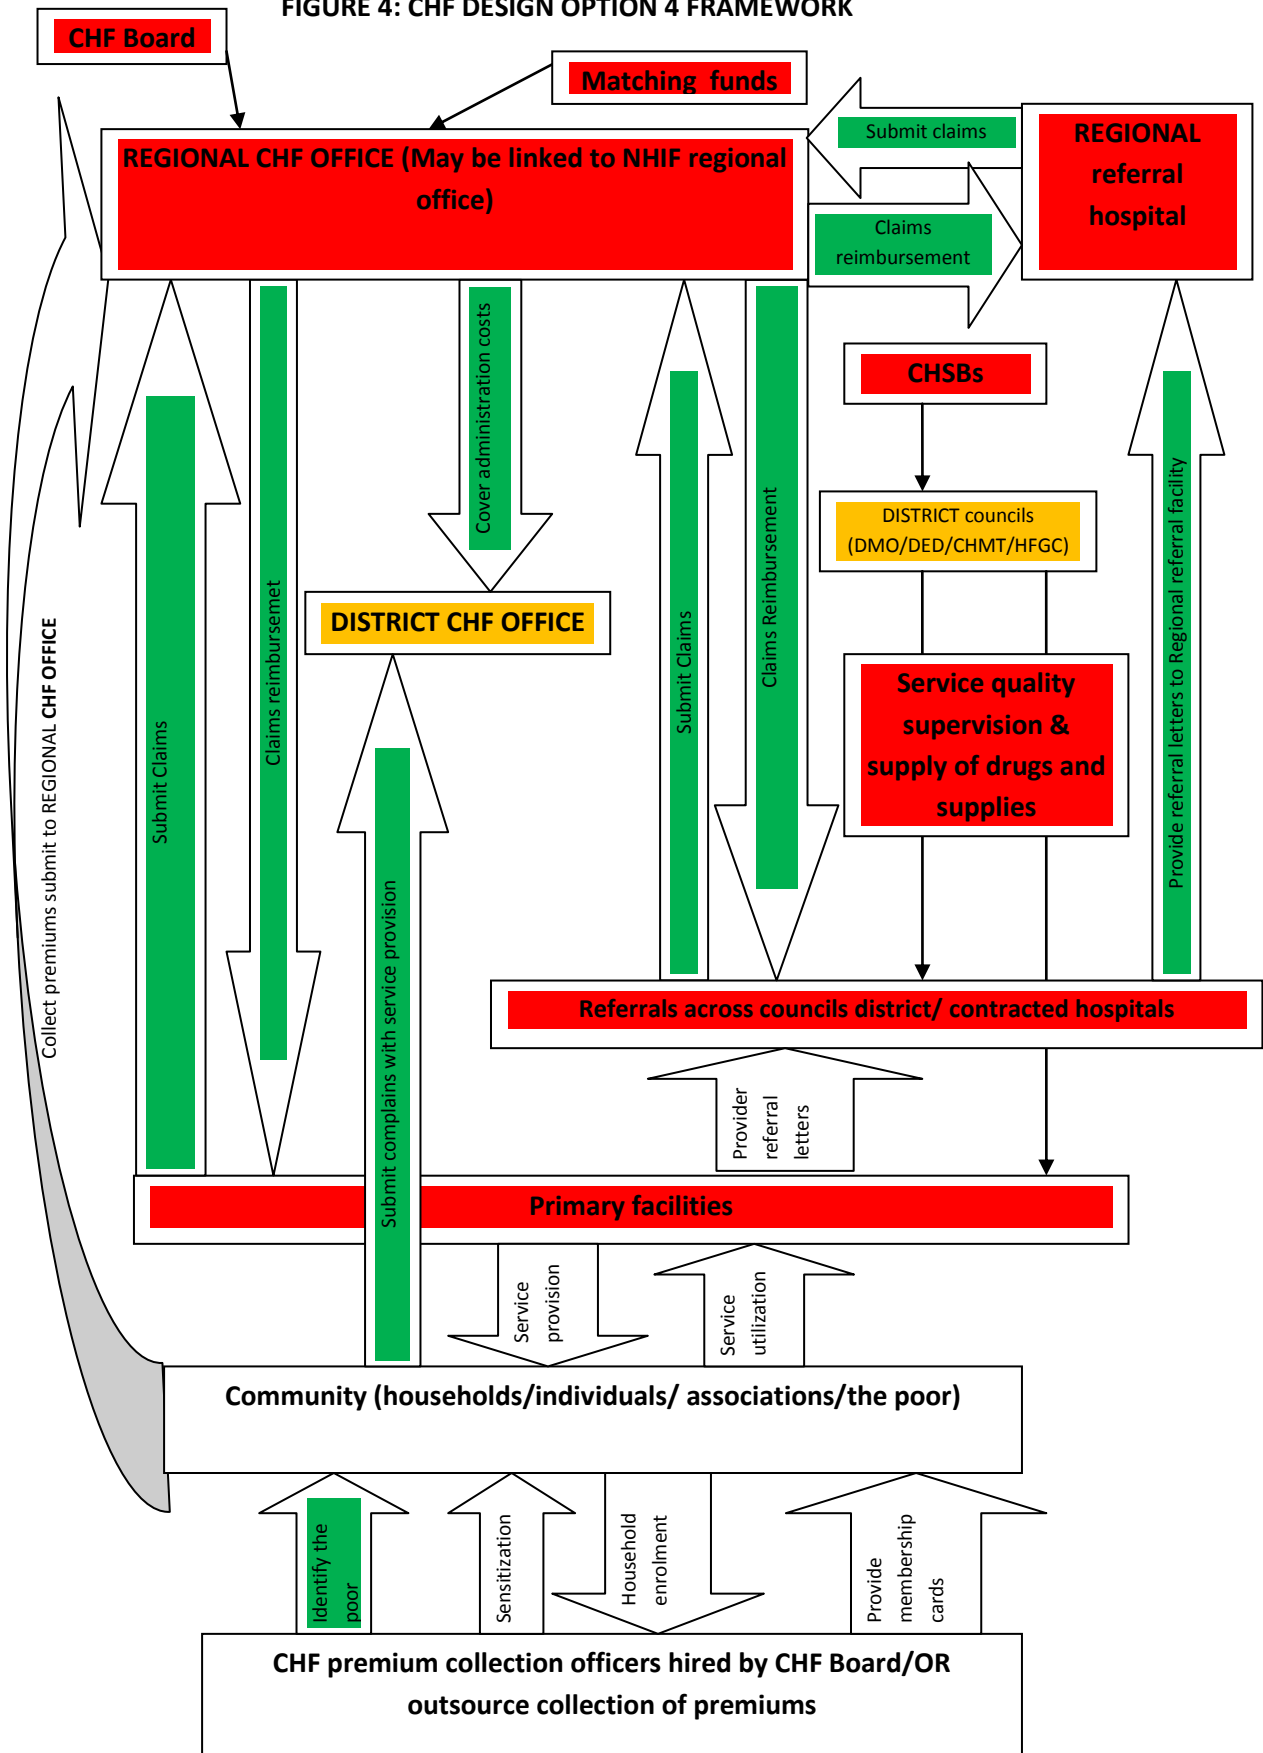 FIGURE 4: CHF DESIGN OPTION 4 FRAMEWORK
CHF Board
Matching funds
REGIONAL CHF OFFICE (May be linked to NHIF regional
office)
Submit claims
REGIONAL
referral
hospital
Claims
reimbursement
CHSBs
DISTRICT councils
(DMO/DED/CHMT/HFGC)
Cover administration costs
DISTRICT CHF OFFICE
Submit Claims
Claims reimbursemet
Submit Claims
Claims Reimbursement
Service quality
supervision &
supply of drugs and
supplies
Provide referral letters to Regional referral facility
Collect premiums submit to REGIONAL CHF OFFICE
Submit complains with service provision
Referrals across councils district/ contracted hospitals
Provider
referral
letters
Primary facilities
Service
provision
Service
utilization
Community (households/individuals/ associations/the poor)
Identify the
poor
Sensitization
Household
enrolment
Provide
membership
cards
CHF premium collection officers hired by CHF Board/OR
outsource collection of premiums